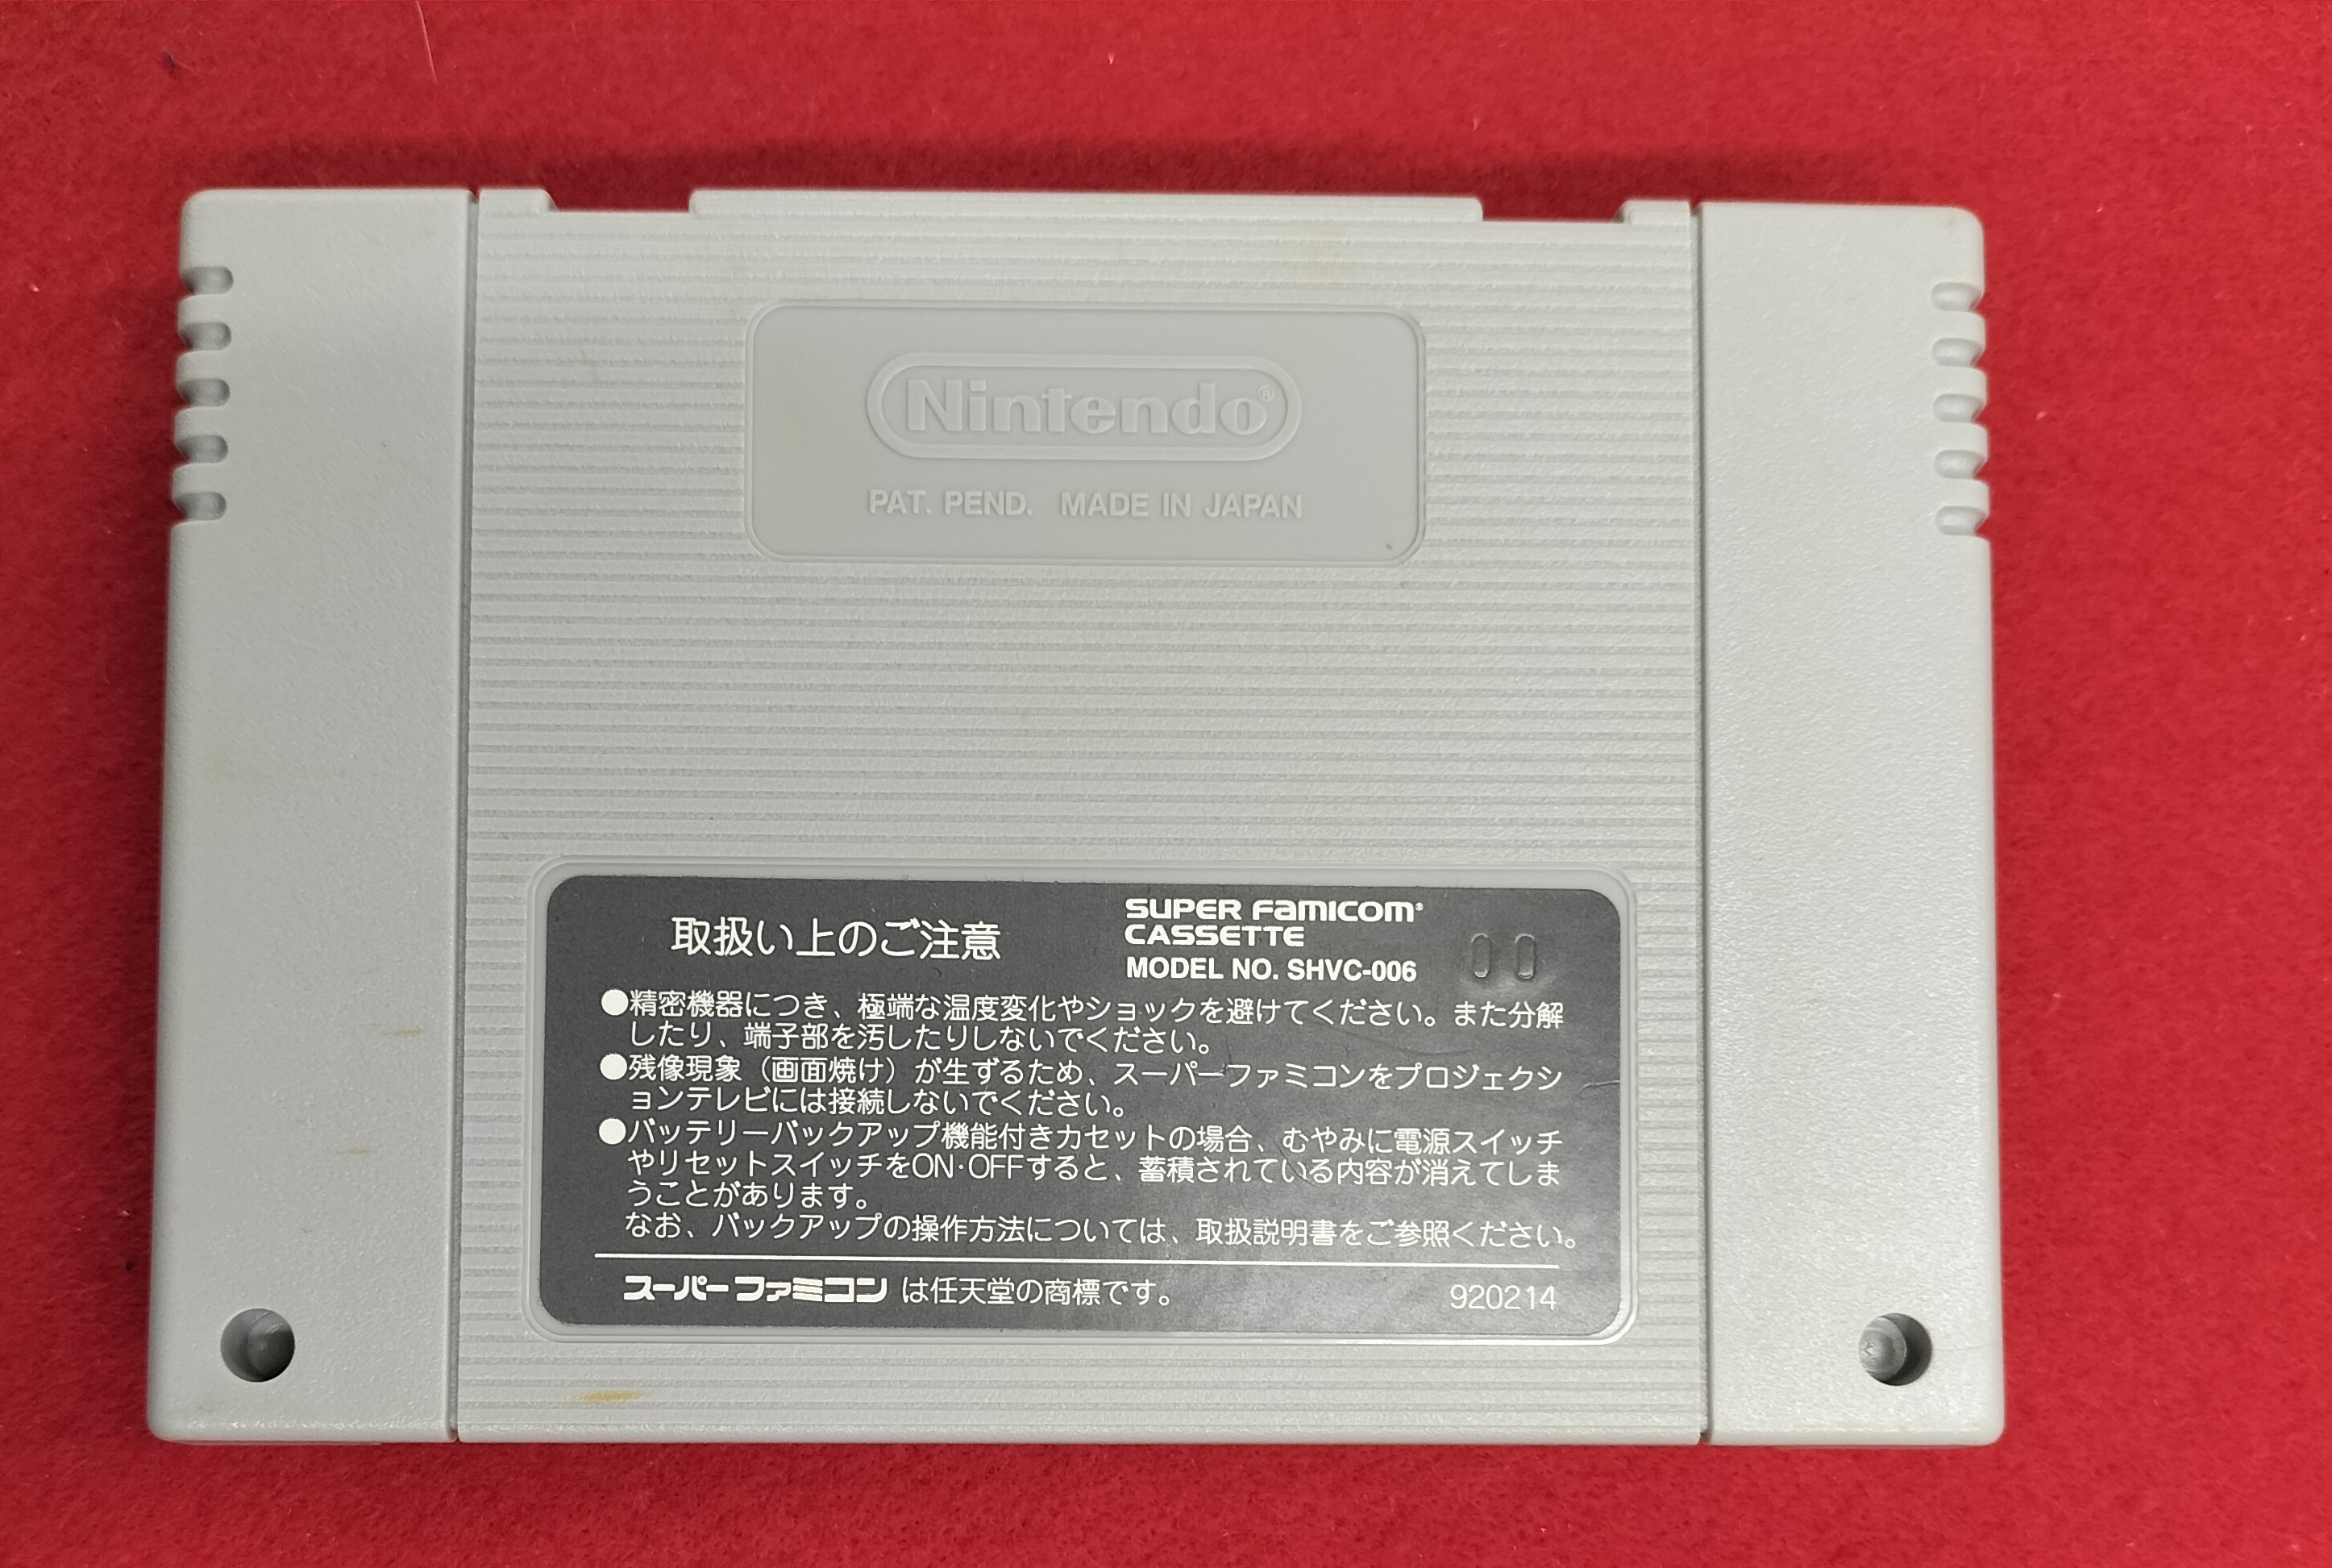 Nintendo®
PAT. PEND. MADE IN JAPAN
取扱い上のご注意
SUPER FAMICOM®
CASSETTE
MODEL NO. SHVC-006
00
●精密機器につき、極端な温度変化やショックを避けてください。また分解
したり、端子部を汚したりしないでください。
●残像現象（画面焼け）が生ずるため、スーパーファミコンをプロジェクシ
ョンテレビには接続しないでください。
●バッテリーバックアップ機能付きカセットの場合、むやみに電源スイッチ
やリセットスイッチをON·OFFすると、蓄積されている内容が消えてしま
うことがあります。
なお、バックアップの操作方法については、取扱説明書をご参照ください。
スーパーファミコン は任天堂の商標です。
920214